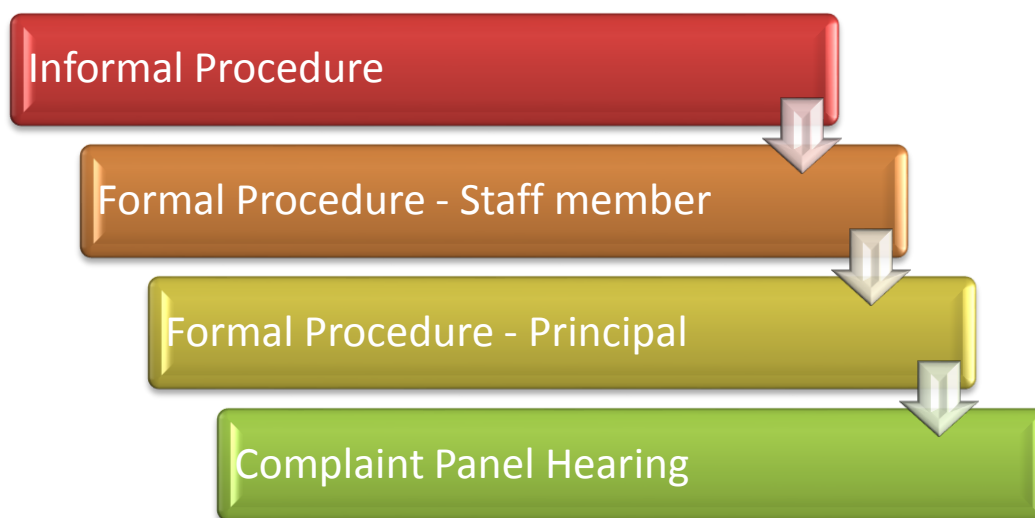 Informal Procedure
Formal Procedure - Staff member
Formal Procedure - Principal
Complaint Panel Hearing